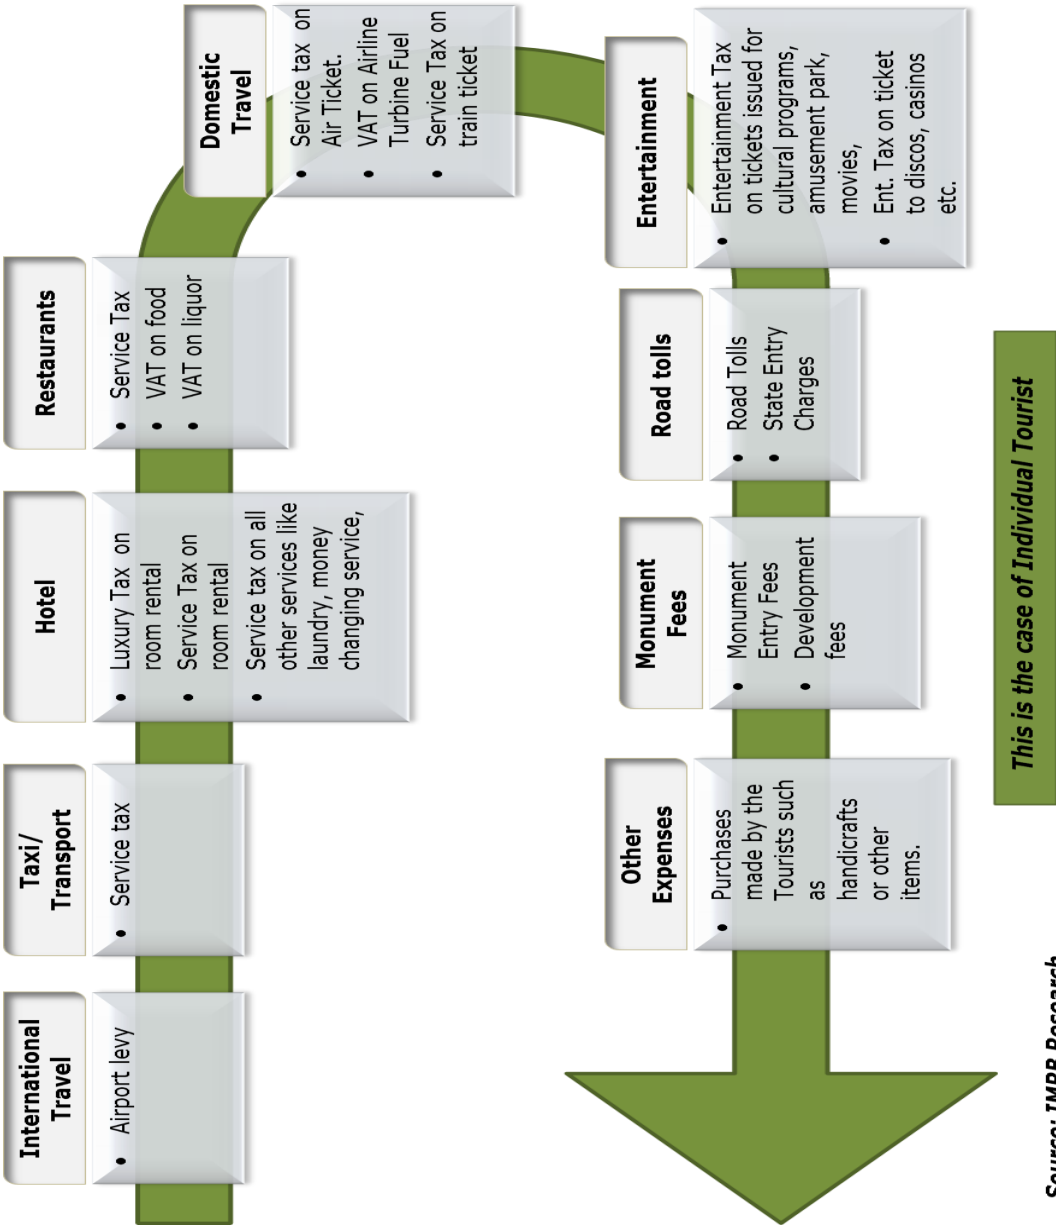 International
Travel
• Airport levy
Taxi/
Transport
• Service tax
Hotel
• Luxury Tax on
room rental
• Service Tax on
room rental
• Service tax on all
other services like
laundry, money
changing service,
Restaurants
• Service Tax
• VAT on food
• VAT on liquor
Domestic
Travel
• Service tax on
Air Ticket.
• VAT on Airline
Turbine Fuel
• Service Tax on
train ticket
Entertainment
• Entertainment Tax
on tickets issued for
cultural programs,
amusement park,
movies,
• Ent. Tax on ticket
to discos, casinos
etc.
Road tolls
• Road Tolls
• State Entry
Charges
Monument
Fees
• Monument
Entry Fees
• Development
fees
Other
Expenses
• Purchases
made by the
Tourists such
as
handicrafts
or other
items.
This is the case of Individual Tourist
Source: IMRB Research